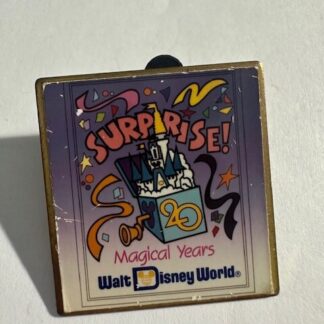 SURPRISE!
20
Magical Years
Walt Disney World®